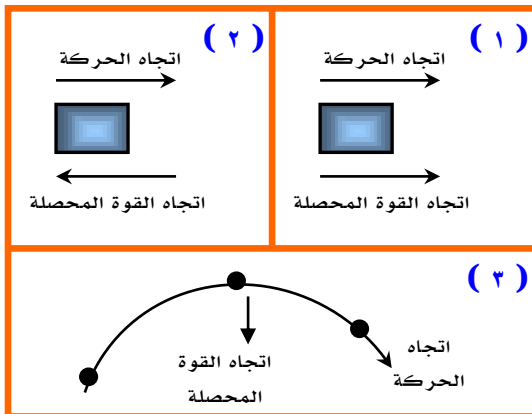 ( ١ )
اتجاه الحركة
اتجاه القوة المحصلة
( ٢ )
اتجاه الحركة
اتجاه القوة المحصلة
( ٣ )
اتجاه
الحركة
اتجاه القوة
المحصلة